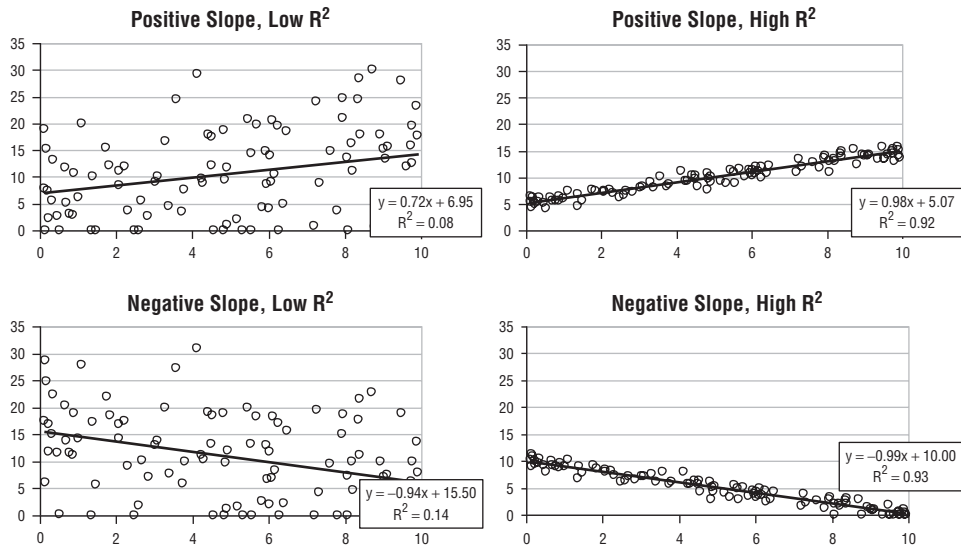 Positive Slope, Low R²
35
30
25
20
15
10
5
0
0 2 4 6 8 10
y = 0.72x + 6.95
R² = 0.08
Positive Slope, High R²
35
30
25
20
15
10
5
0
0 2 4 6 8 10
y = 0.98x + 5.07
R² = 0.92
Negative Slope, Low R²
35
30
25
20
15
10
5
0
0 2 4 6 8 10
y = –0.94x + 15.50
R² = 0.14
Negative Slope, High R²
35
30
25
20
15
10
5
0
0 2 4 6 8 10
y = –0.99x + 10.00
R² = 0.93